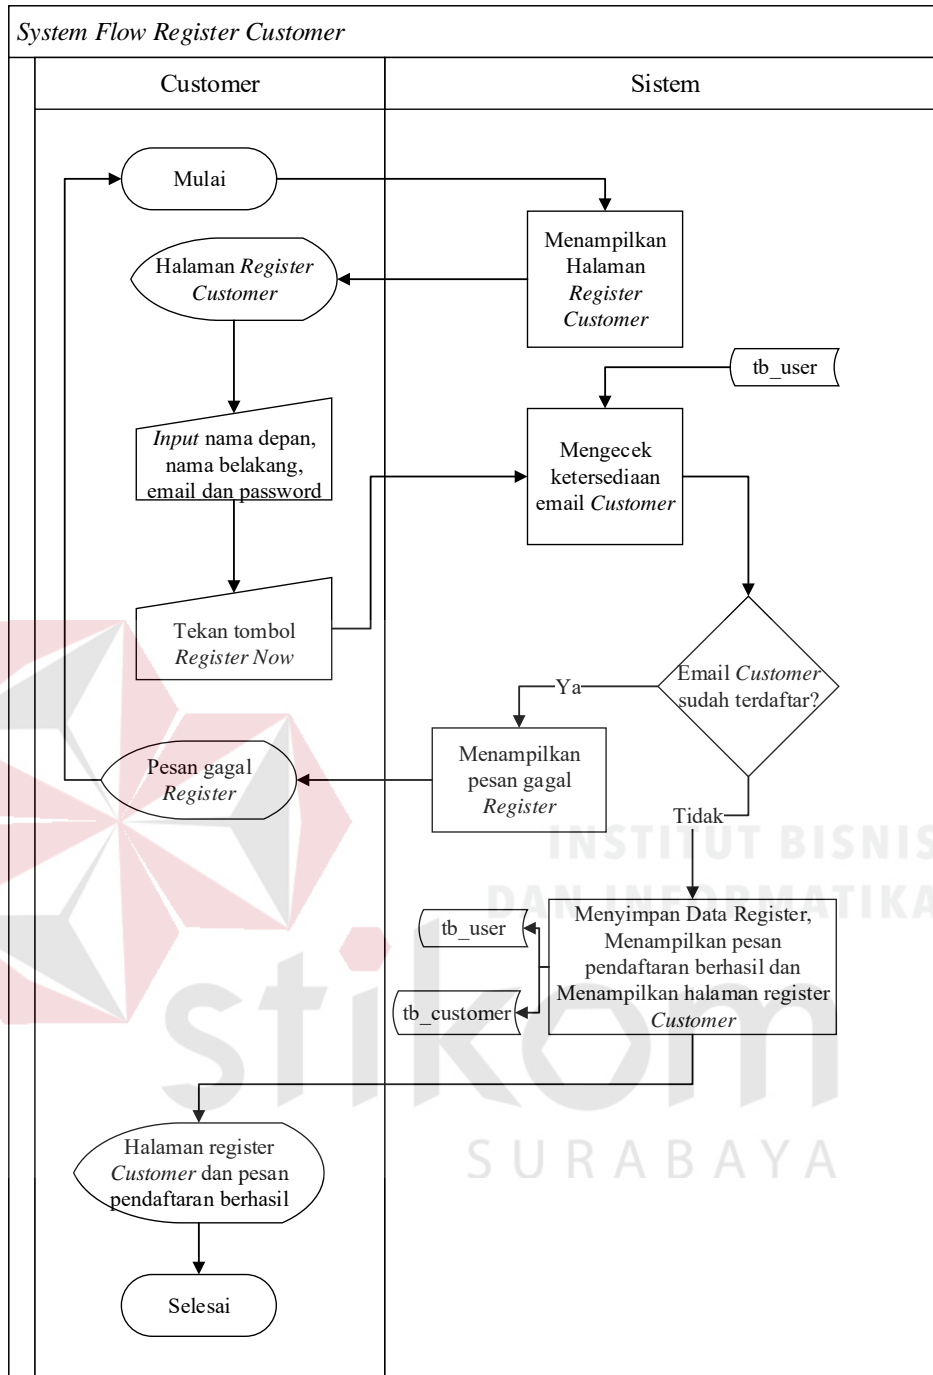 System Flow Register Customer
Customer
Sistem
Mulai
Menampilkan
Halaman
Register
Customer
Halaman Register
Customer
tb_user
Input nama depan,
nama belakang,
email dan password
Mengecek
ketersediaan
email Customer
Tekan tombol
Register Now
Email Customer
sudah terdaftar?
Ya
Menampilkan
pesan gagal
Register
Pesan gagal
Register
Tidak
INSTITUT BISNIS
DAN INFORMATIKA
Menyimpan Data Register,
Menampilkan pesan
pendaftaran berhasil dan
Menampilkan halaman register
Customer
tb_user
tb_customer
stikom
SURABAYA
Halaman register
Customer dan pesan
pendaftaran berhasil
Selesai